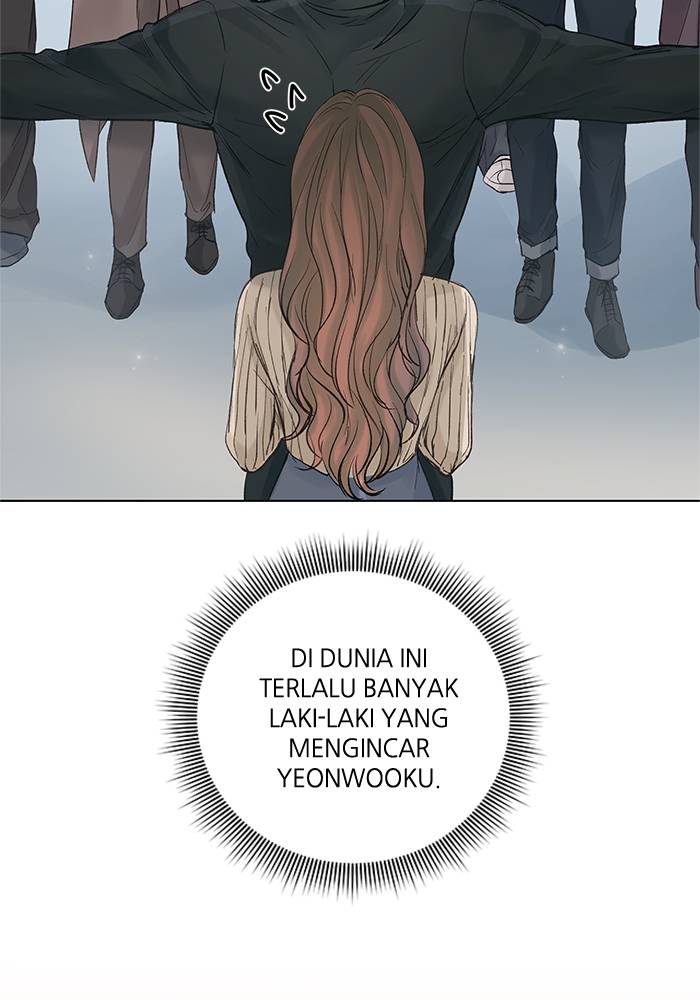 DI DUNIA INI
TERLALU BANYAK
LAKI-LAKI YANG
MENGINCAR
YEONWOOKU.